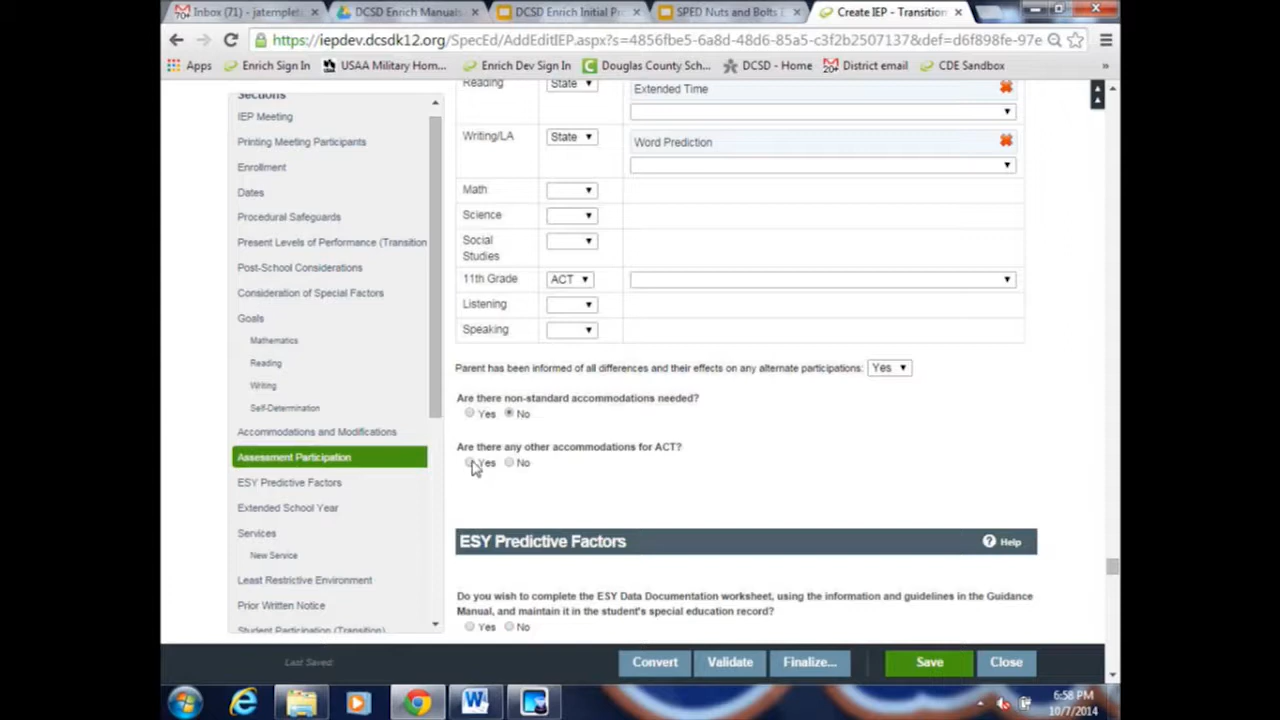 Inbox (71) - jatemplet
DCSD Enrich Manuals
DCSD Enrich Initial Pr
SPED Nuts and Bolts
Create IEP - Transition
https://iepdev.dcsdk12.org/SpecEd/AddEditIEP.aspx?s=4856fbe5-6a8d-48d6-85a5-c3f2b2507137&def=d6f898fe-97e
Apps
Enrich Sign In
USAA Military Hom...
Enrich Dev Sign In
Douglas County Sch...
DCSD - Home
District email
CDE Sandbox
»
Sections
IEP Meeting
Printing Meeting Participants
Enrollment
Dates
Procedural Safeguards
Present Levels of Performance (Transition
Post-School Considerations
Consideration of Special Factors
Goals
Mathematics
Reading
Writing
Self-Determination
Accommodations and Modifications
Assessment Participation
ESY Predictive Factors
Extended School Year
Services
New Service
Least Restrictive Environment
Prior Written Notice
Student Participation (Transition)
Reading State Extended Time
Writing/LA State Word Prediction
Math
Science
Social
Studies
11th Grade ACT
Listening
Speaking
Parent has been informed of all differences and their effects on any alternate participations: Yes
Are there non-standard accommodations needed?
Yes No
Are there any other accommodations for ACT?
Yes No
ESY Predictive Factors
? Help
Do you wish to complete the ESY Data Documentation worksheet, using the information and guidelines in the Guidance
Manual, and maintain it in the student's special education record?
Yes No
Last Saved:
Convert
Validate
Finalize...
Save
Close
6:58 PM
10/7/2014